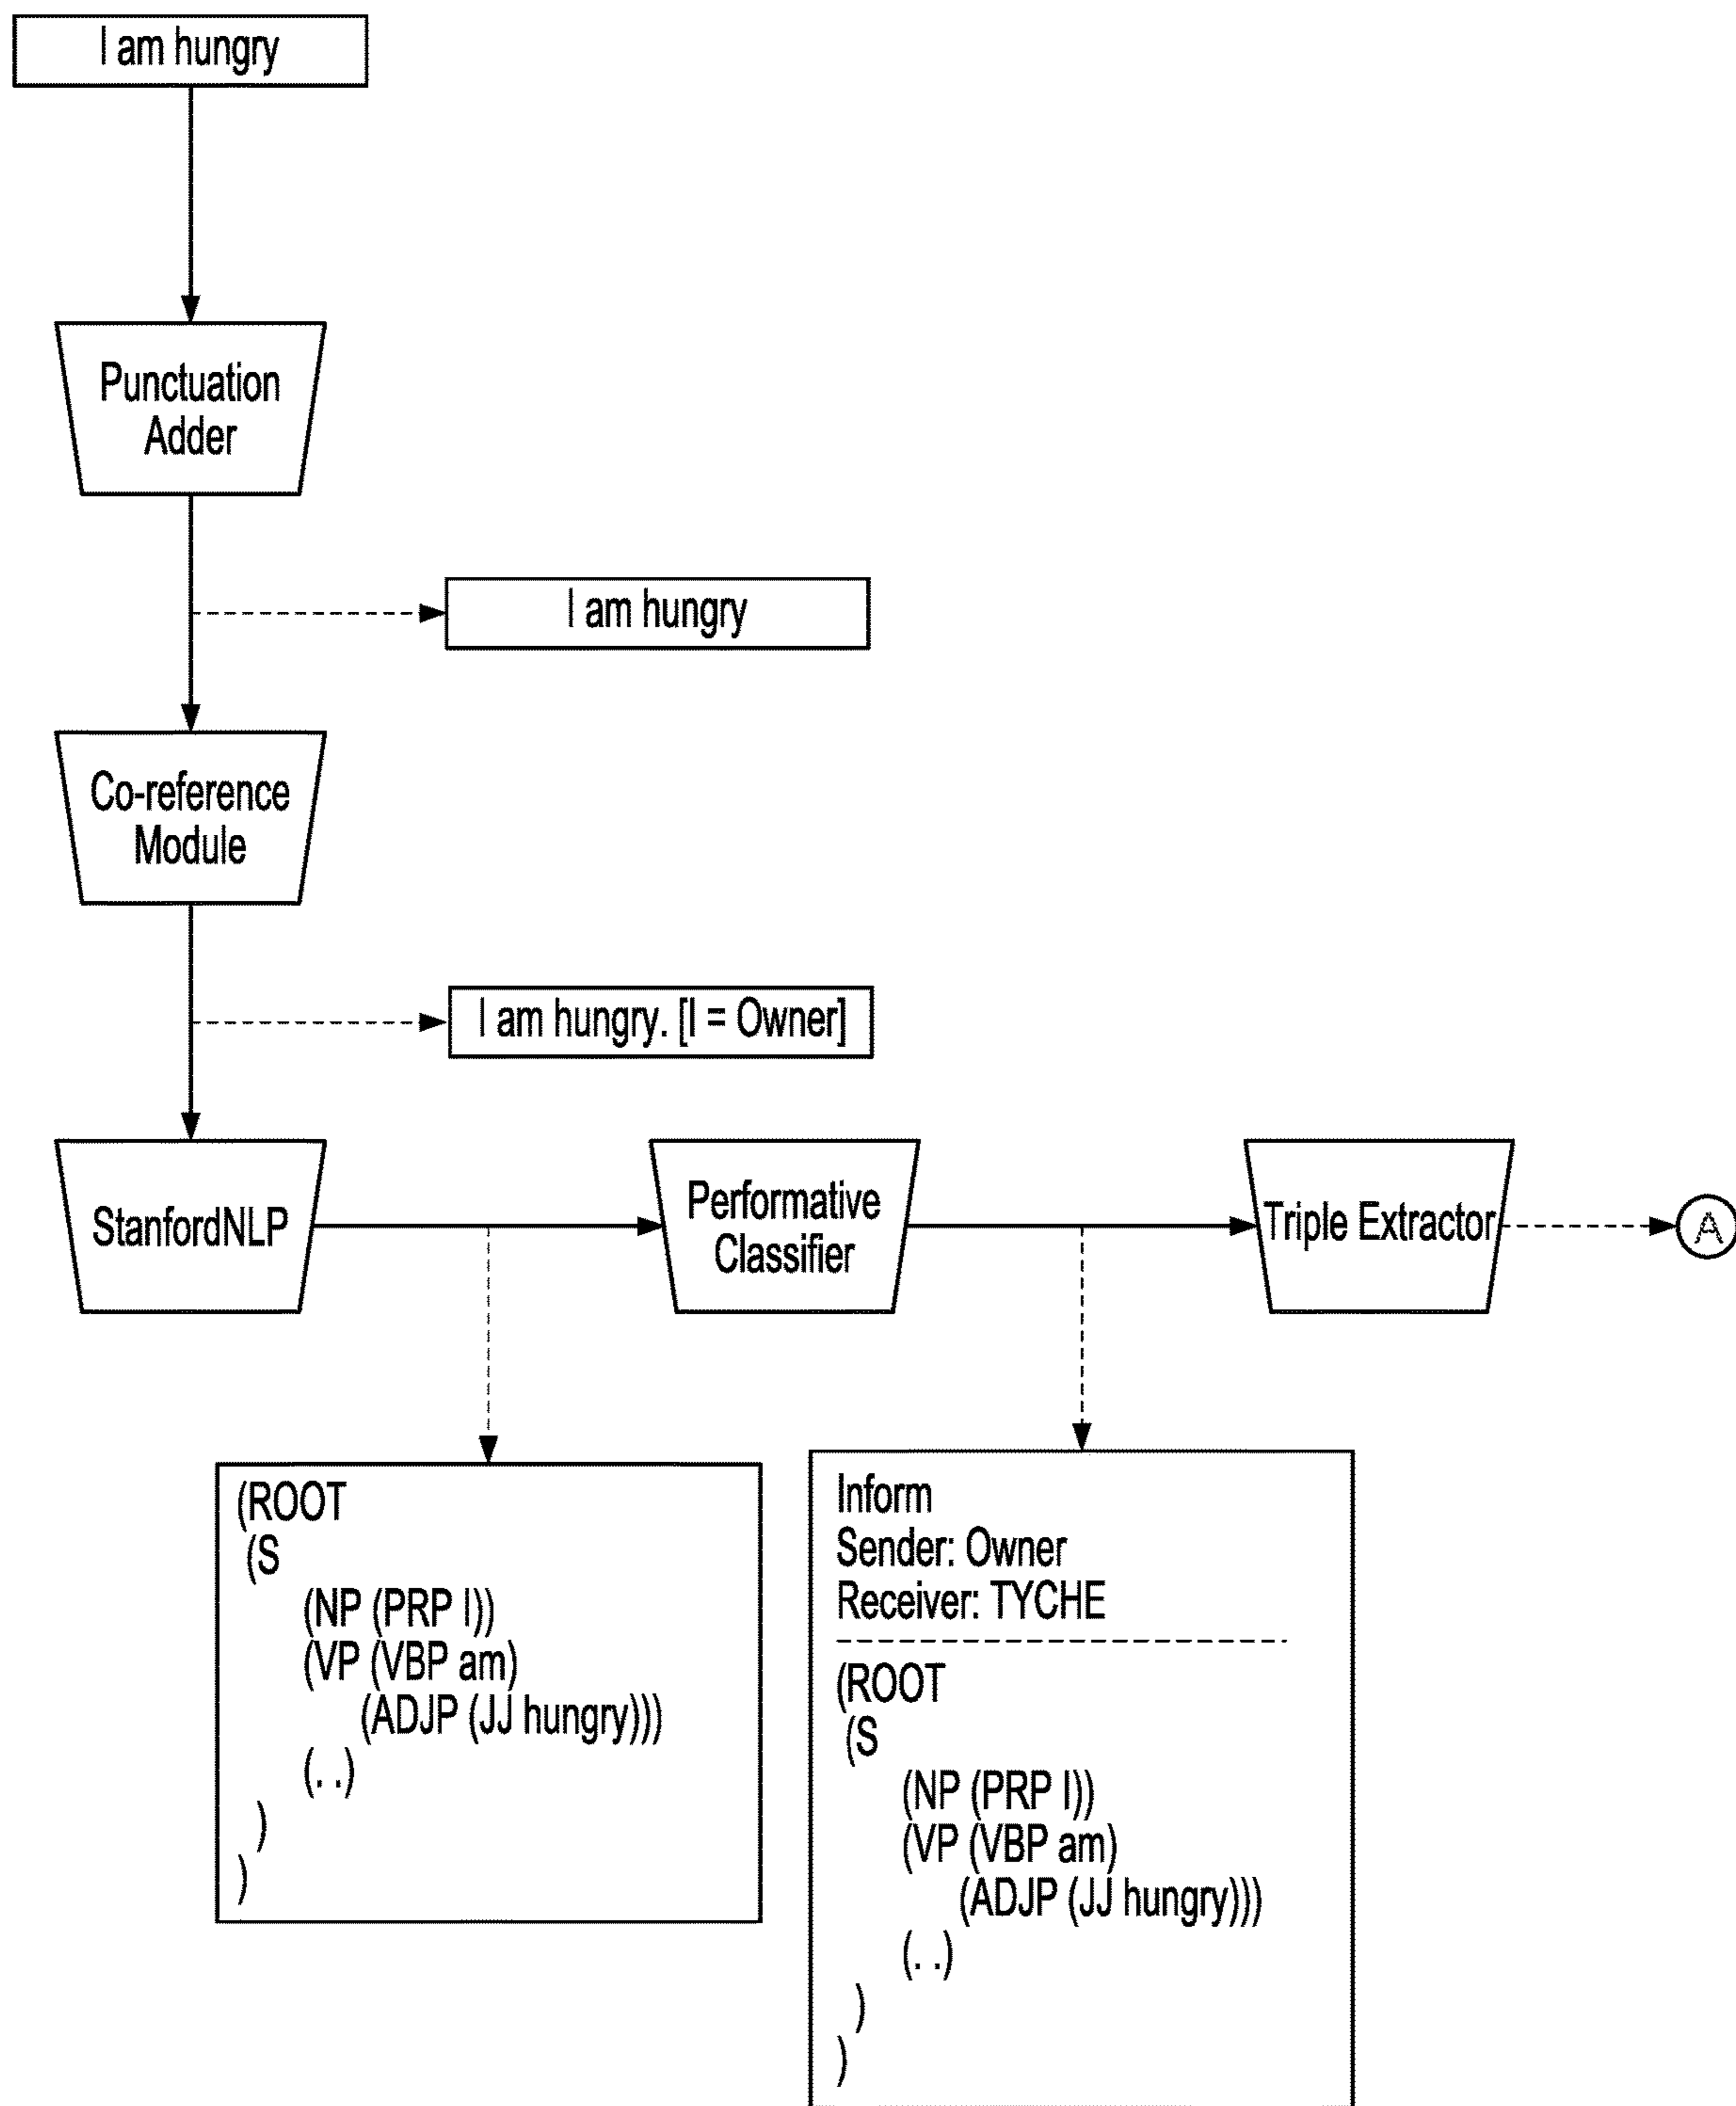 I am hungry
Punctuation
Adder
I am hungry
Co-reference
Module
I am hungry. [I = Owner]
StanfordNLP
Performative
Classifier
Triple Extractor
A
(ROOT
(S
(NP (PRP I))
(VP (VBP am)
(ADJP (JJ hungry)))
(. .)
)
)
Inform
Sender: Owner
Receiver: TYCHE
(ROOT
(S
(NP (PRP I))
(VP (VBP am)
(ADJP (JJ hungry)))
(. .)
)
)